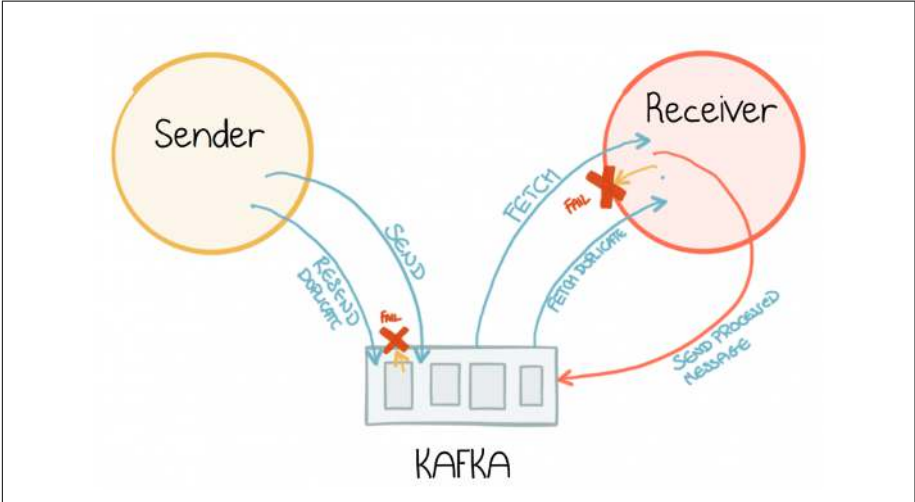 Sender
Receiver
FETCH
FAIL
SEND
RESEND
DUPLICATE
FETCH DUPLICATE
FAIL
SEND PROCESSED
MESSAGE
KAFKA